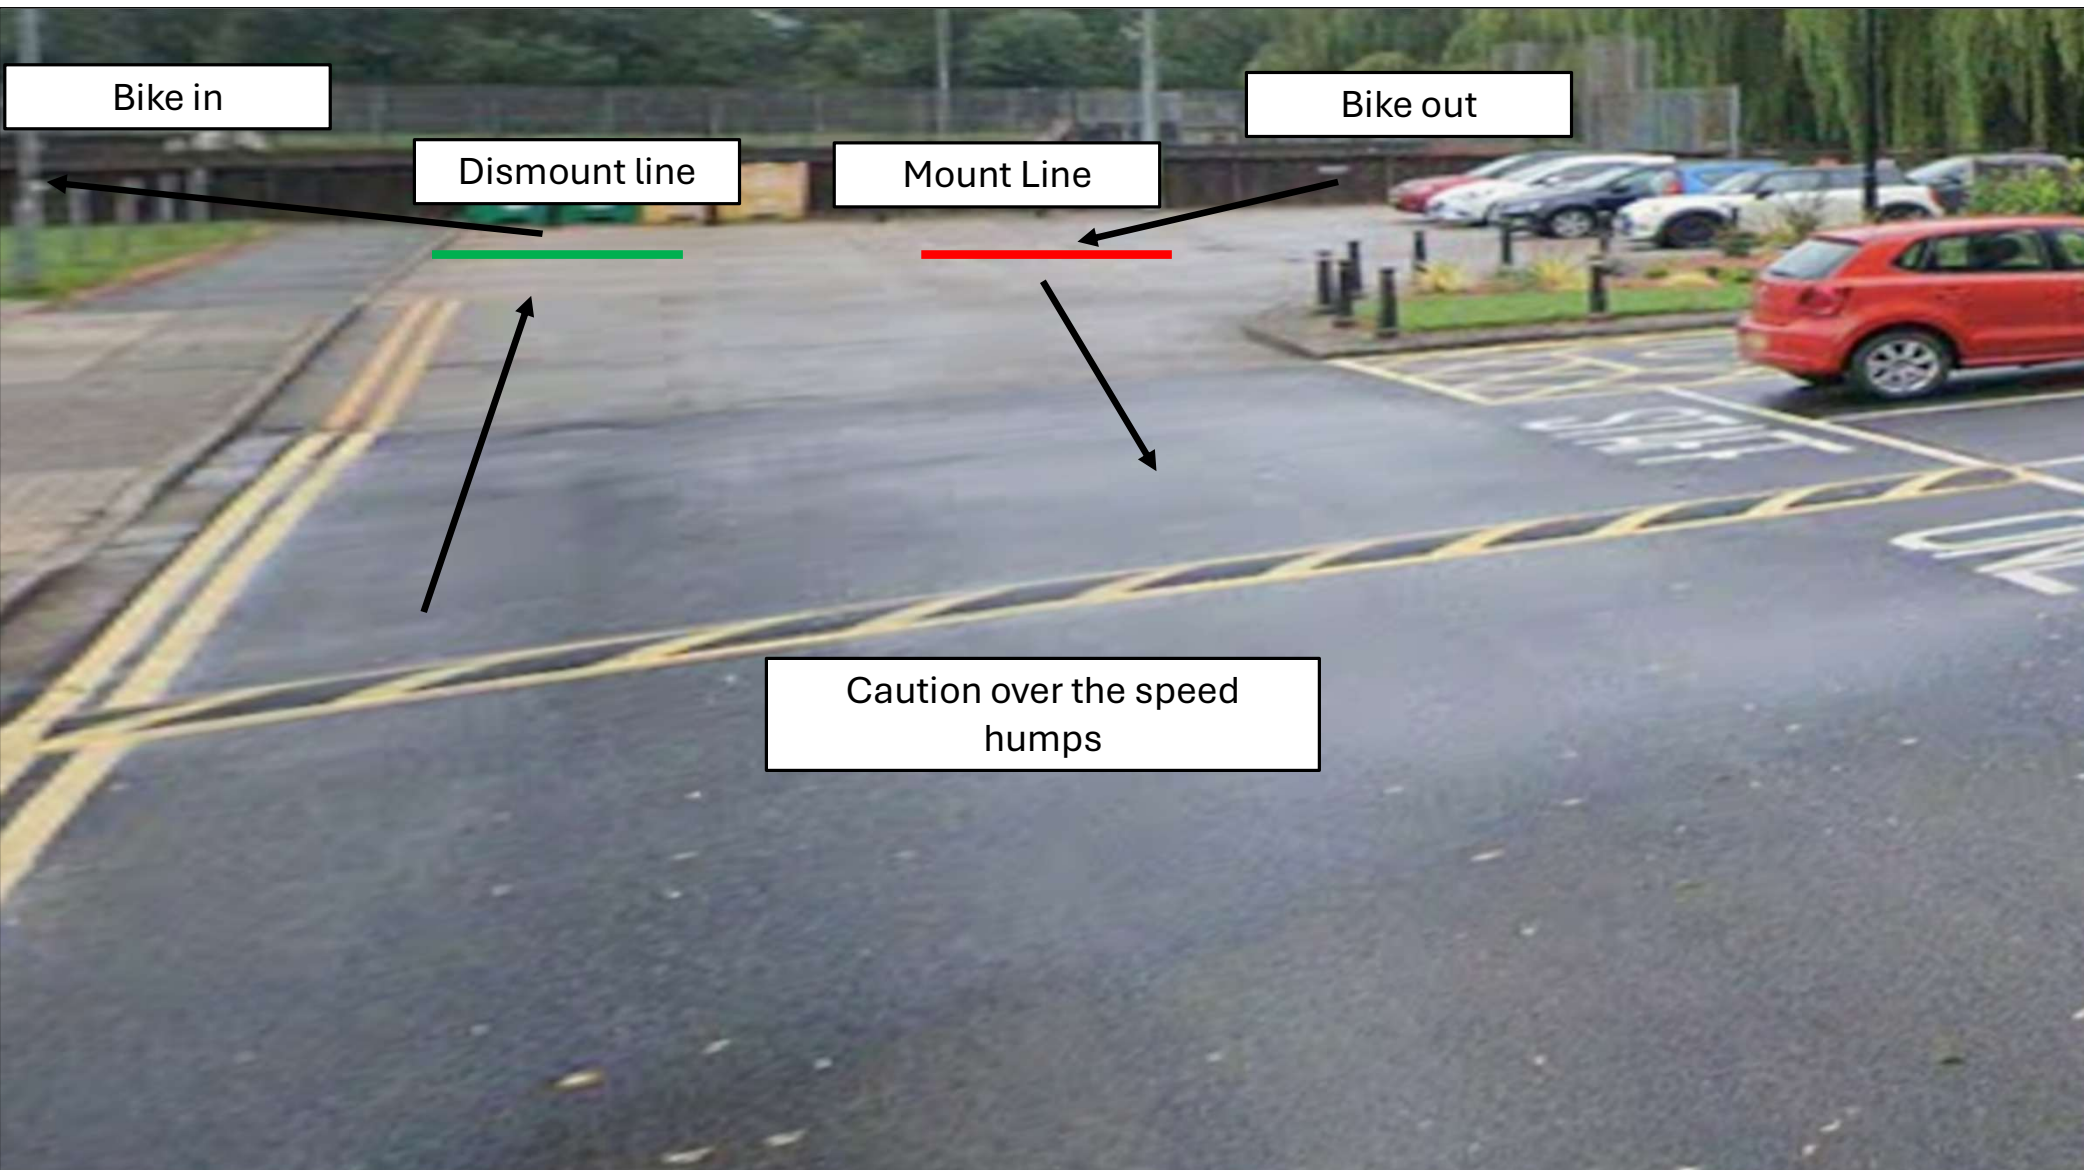 Bike in
Bike out
Dismount line
Mount Line
Caution over the speed
humps